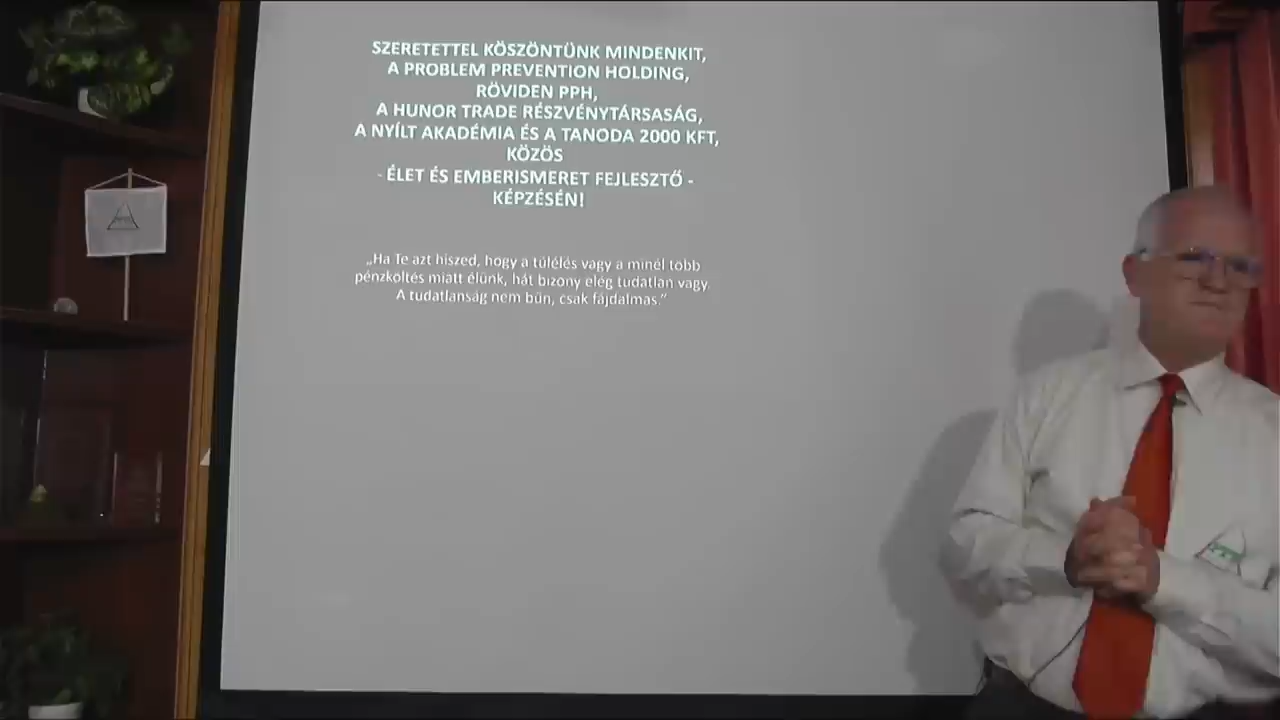 SZERETETTEL KÖSZÖNTÜNK MINDENKIT,
A PROBLEM PREVENTION HOLDING,
RÖVIDEN PPH,
A HUNOR TRADE RÉSZVÉNYTÁRSASÁG,
A NYÍLT AKADÉMIA ÉS A TANODA 2000 KFT,
KÖZÖS
- ÉLET ÉS EMBERISMERET FEJLESZTŐ -
KÉPZÉSÉN!
„Ha Te azt hiszed, hogy a túlélés vagy a minél több
pénzköltés miatt élünk, hát bizony elég tudatlan vagy.
A tudatlanság nem bűn, csak fájdalmas."